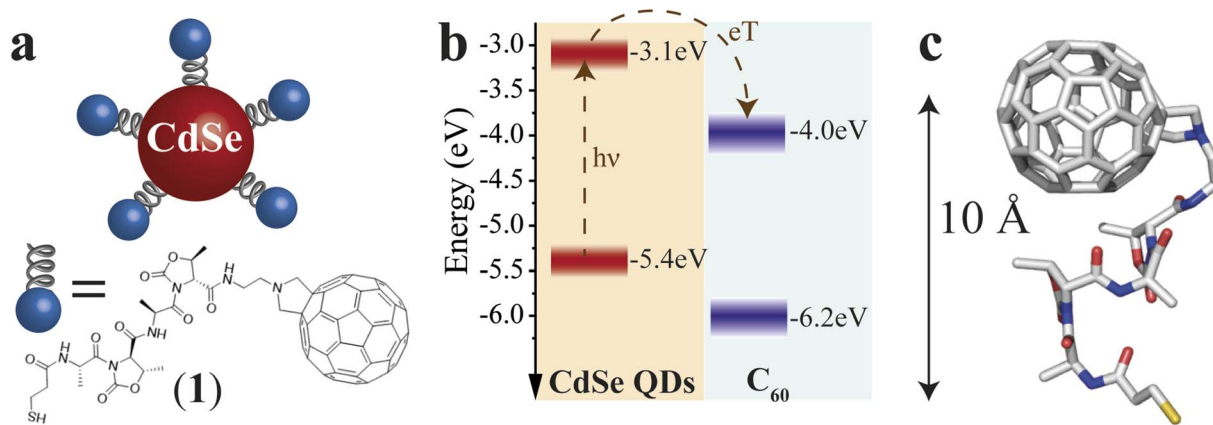 a
CdSe
=
(1)
O
O
N
O
H
N
N
O
O
N
H
O
H
N
O
O
N
O
O
SH
b
Energy (eV)
-3.0
-3.5
-4.0
-4.5
-5.0
-5.5
-6.0
eT
-3.1eV
-4.0eV
hν
-5.4eV
-6.2eV
CdSe QDs
C60
c
10 Å